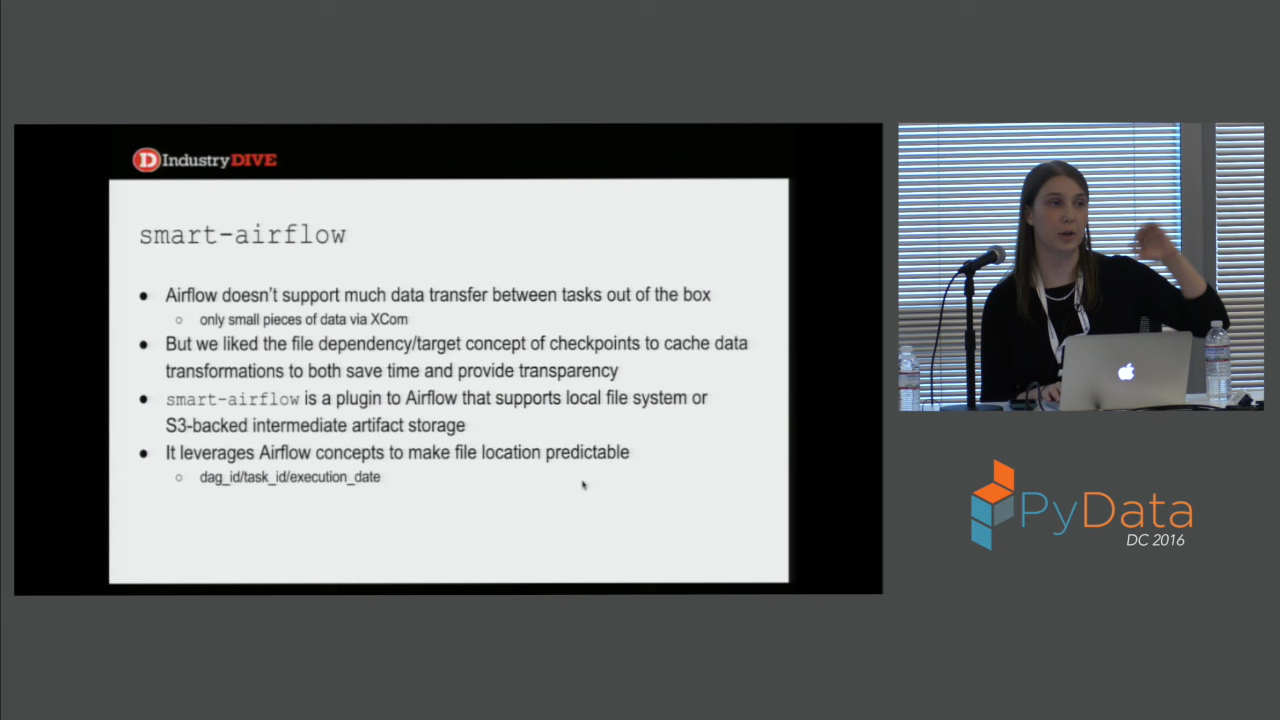 D IndustryDIVE
smart-airflow
● Airflow doesn't support much data transfer between tasks out of the box
○ only small pieces of data via XCom
● But we liked the file dependency/target concept of checkpoints to cache data
transformations to both save time and provide transparency
● smart-airflow is a plugin to Airflow that supports local file system or
S3-backed intermediate artifact storage
● It leverages Airflow concepts to make file location predictable
○ dag_id/task_id/execution_date
PyData
DC 2016